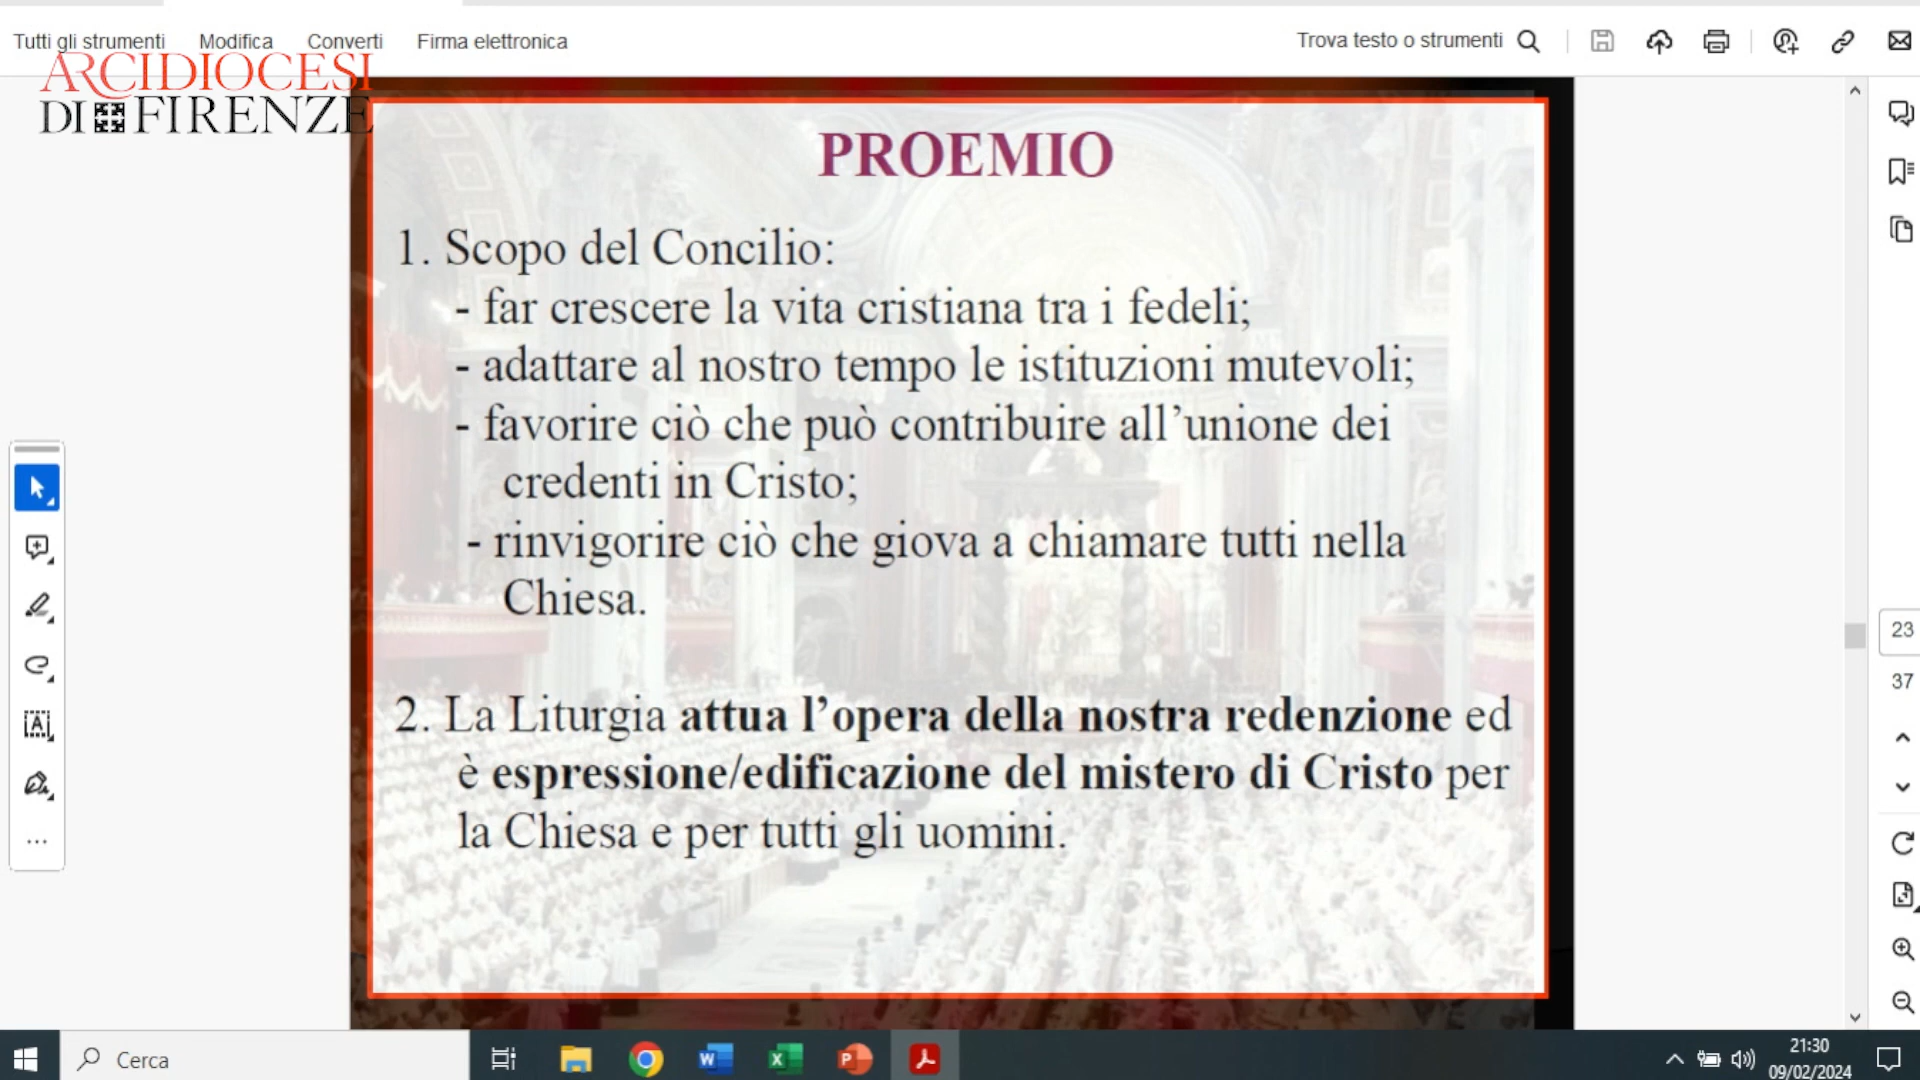 Tutti gli strumenti Modifica Converti Firma elettronica Trova testo o strumenti
ARCIDIOCESI
DI FIRENZE
PROEMIO
1. Scopo del Concilio:
- far crescere la vita cristiana tra i fedeli;
- adattare al nostro tempo le istituzioni mutevoli;
- favorire ciò che può contribuire all’unione dei
credenti in Cristo;
- rinvigorire ciò che giova a chiamare tutti nella
Chiesa.
2. La Liturgia attua l’opera della nostra redenzione ed
è espressione/edificazione del mistero di Cristo per
la Chiesa e per tutti gli uomini.
23
37
Cerca
21:30
09/02/2024